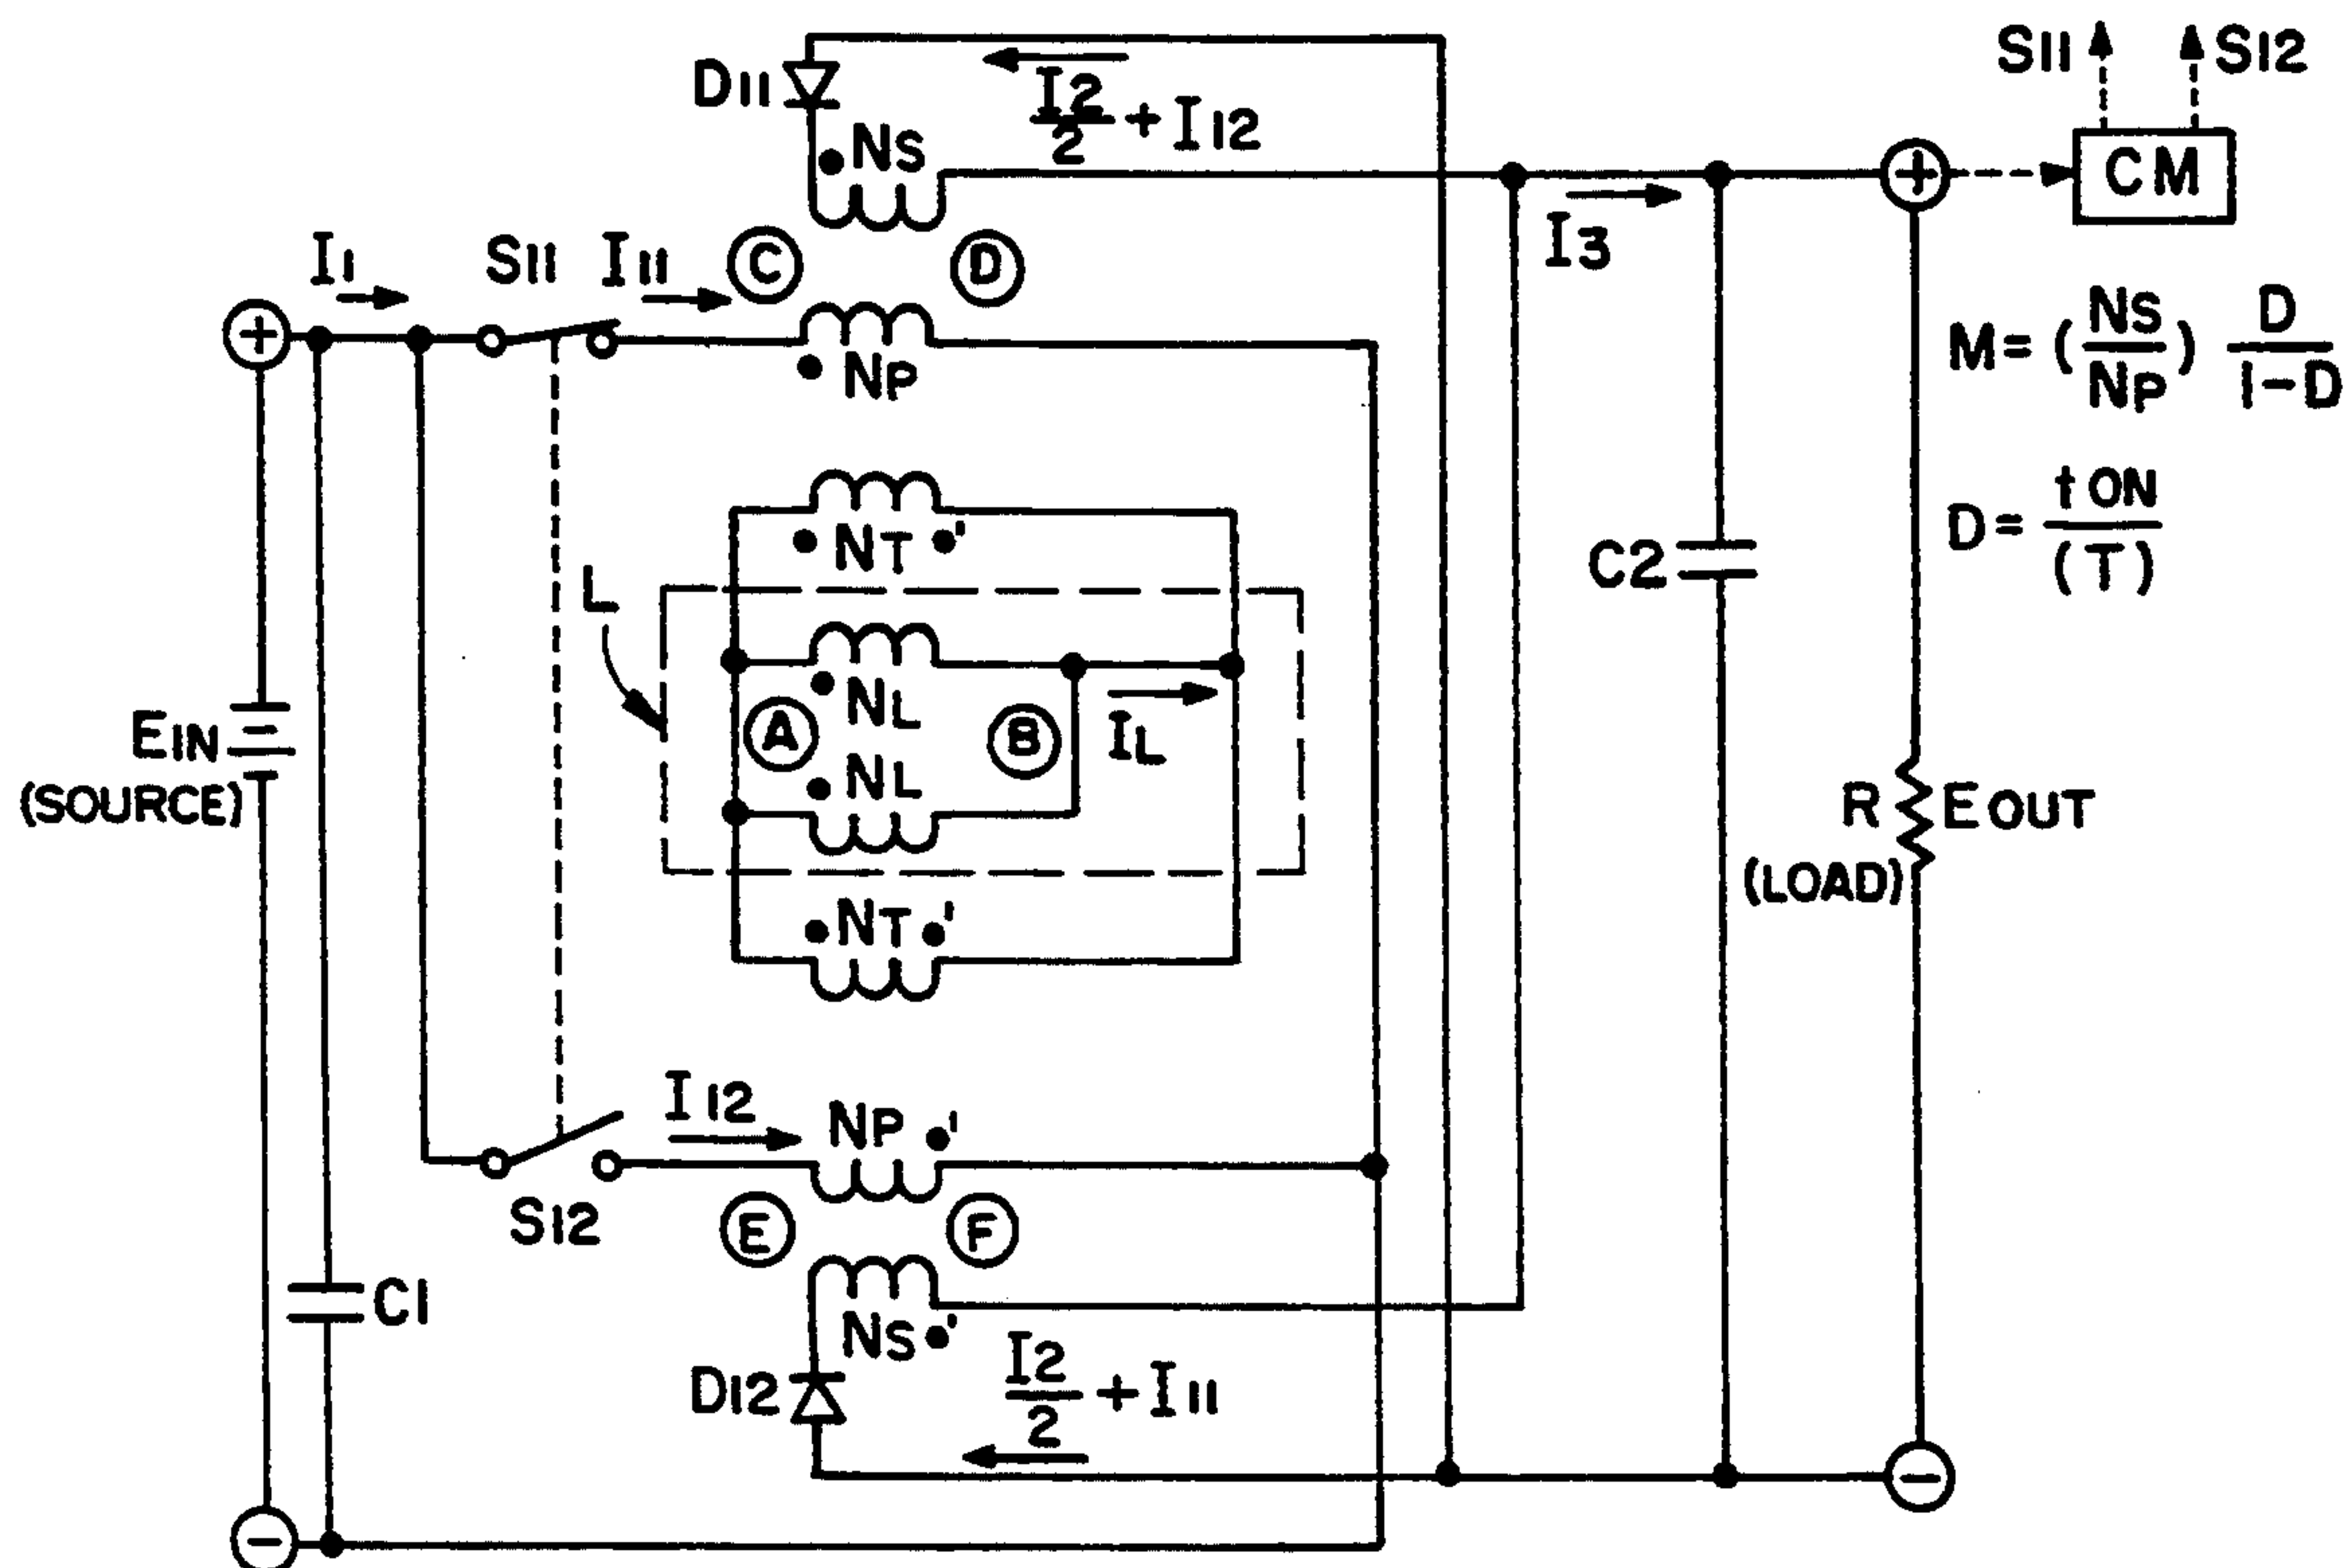 D11
I2/2 + I12
NS
S11
S12
CM
I1
S11
I11
C
D
I3
NP
M = (NS/NP) D/1-D
NT '
D = tON/(T)
C2
L
NL
A
B
IL
NL
EIN
(SOURCE)
R
EOUT
(LOAD)
NT '
I12
NP '
S12
E
F
C1
NS '
D12
I2/2 + I11